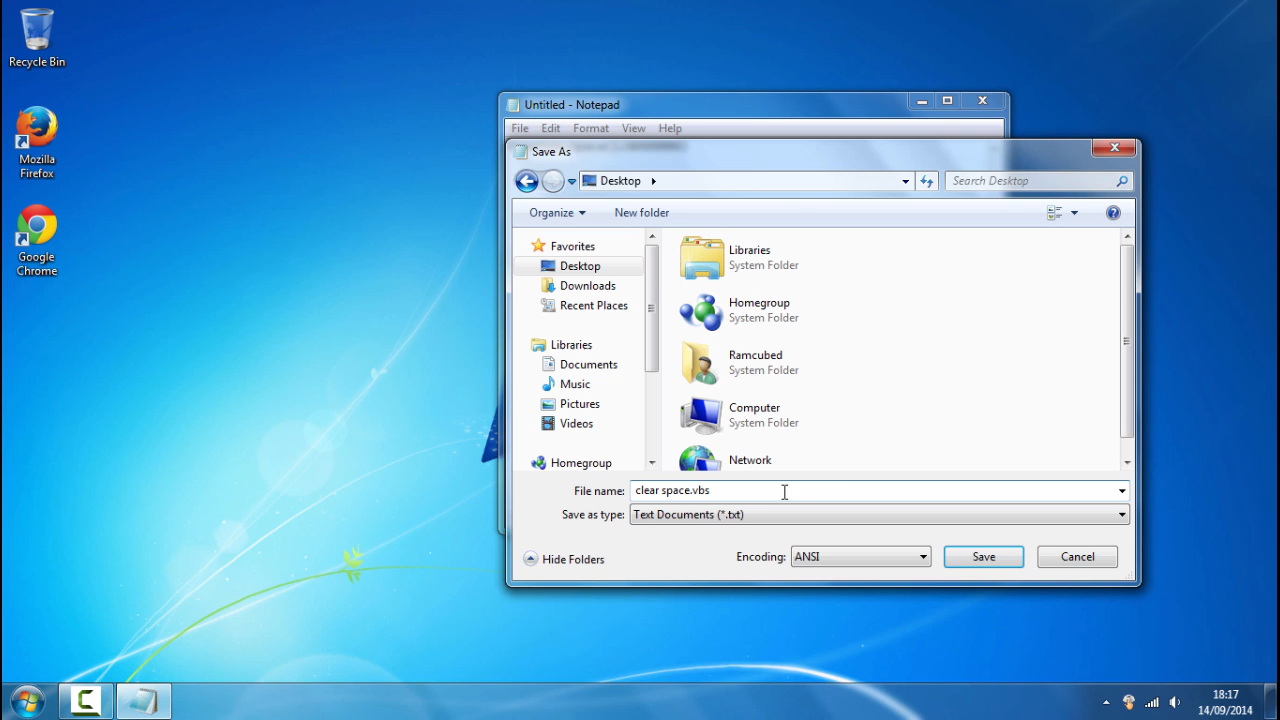 Recycle Bin
Mozilla
Firefox
Google
Chrome
Untitled - Notepad
File Edit Format View Help
Save As
Desktop
Search Desktop
Organize
New folder
Favorites
Desktop
Downloads
Recent Places
Libraries
Documents
Music
Pictures
Videos
Homegroup
Libraries
System Folder
Homegroup
System Folder
Ramcubed
System Folder
Computer
System Folder
Network
File name: clear space.vbs
Save as type: Text Documents (*.txt)
Hide Folders
Encoding: ANSI
Save
Cancel
18:17
14/09/2014